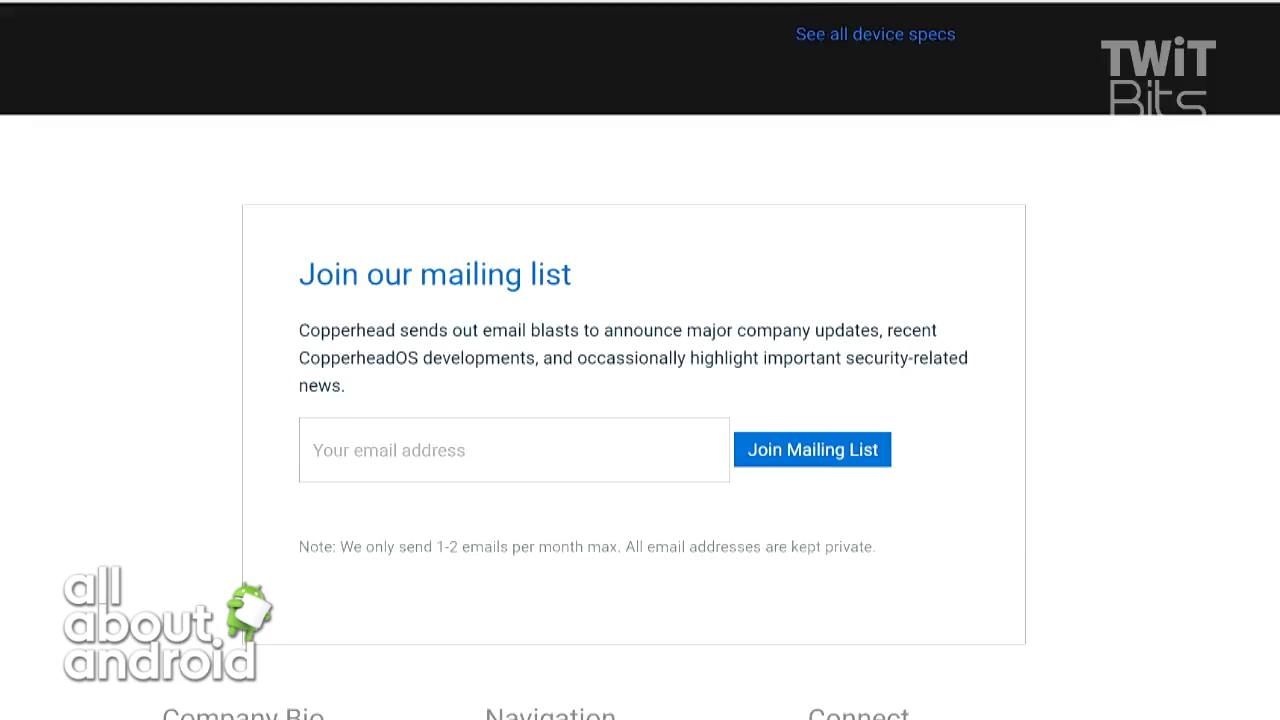 See all device specs
TWiT
Bits
Join our mailing list
Copperhead sends out email blasts to announce major company updates, recent
CopperheadOS developments, and occassionally highlight important security-related
news.
Your email address
Join Mailing List
Note: We only send 1-2 emails per month max. All email addresses are kept private.
all
about
android
Company Bio
Navigation
Connect